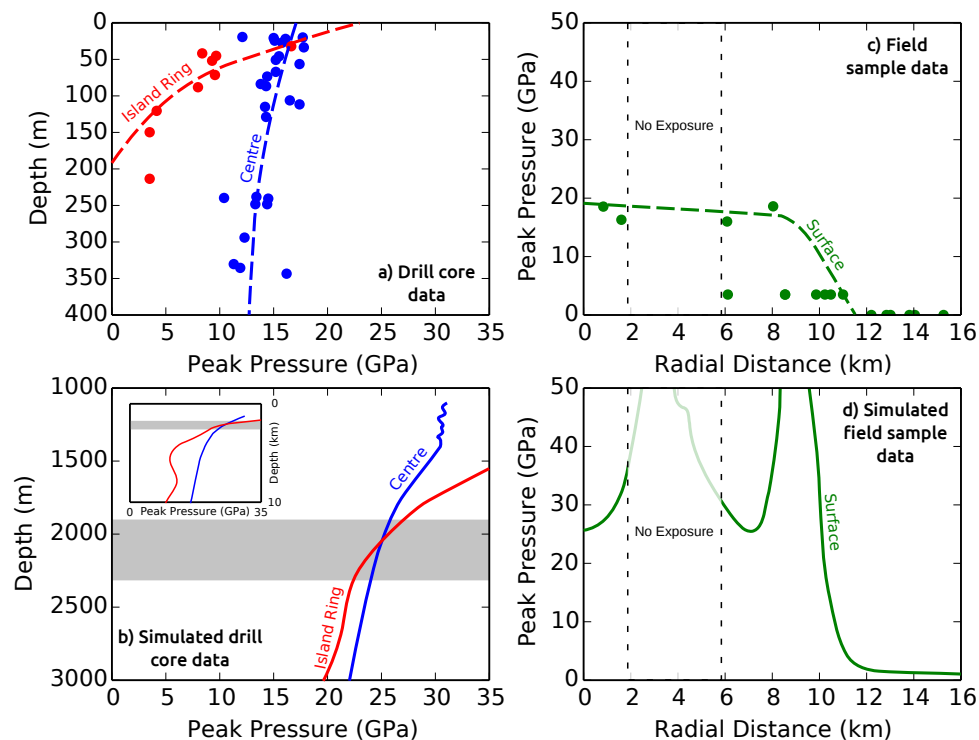 0
50
100
150
200
250
300
350
400
Depth (m)
0 5 10 15 20 25 30 35
Peak Pressure (GPa)
Island Ring
Centre
a) Drill core
data
50
40
30
20
10
0
Peak Pressure (GPa)
0 2 4 6 8 10 12 14 16
Radial Distance (km)
No Exposure
Surface
c) Field
sample data
1000
1500
2000
2500
3000
Depth (m)
0 5 10 15 20 25 30 35
Peak Pressure (GPa)
0
10
Depth (km)
0 Peak Pressure (GPa) 35
Centre
Island Ring
b) Simulated drill
core data
50
40
30
20
10
0
Peak Pressure (GPa)
0 2 4 6 8 10 12 14 16
Radial Distance (km)
No Exposure
Surface
d) Simulated
field sample
data